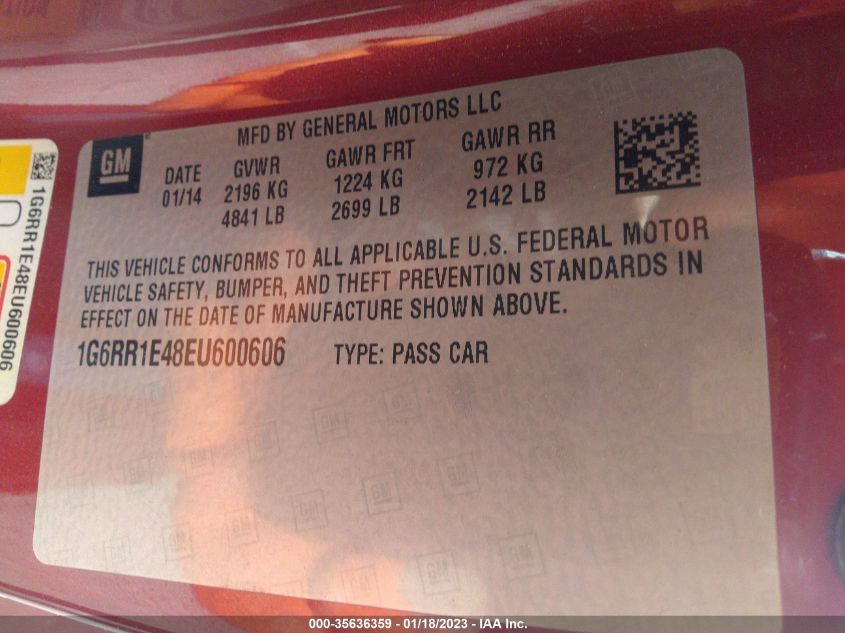 MFD BY GENERAL MOTORS LLC
GM
DATE GVWR GAWR FRT GAWR RR
01/14 2196 KG 1224 KG 972 KG
4841 LB 2699 LB 2142 LB
THIS VEHICLE CONFORMS TO ALL APPLICABLE U.S. FEDERAL MOTOR
VEHICLE SAFETY, BUMPER, AND THEFT PREVENTION STANDARDS IN
EFFECT ON THE DATE OF MANUFACTURE SHOWN ABOVE.
1G6RR1E48EU600606 TYPE: PASS CAR
1G6RR1E48EU600606
000-35636359 — 01/18/2023 — IAA Inc.